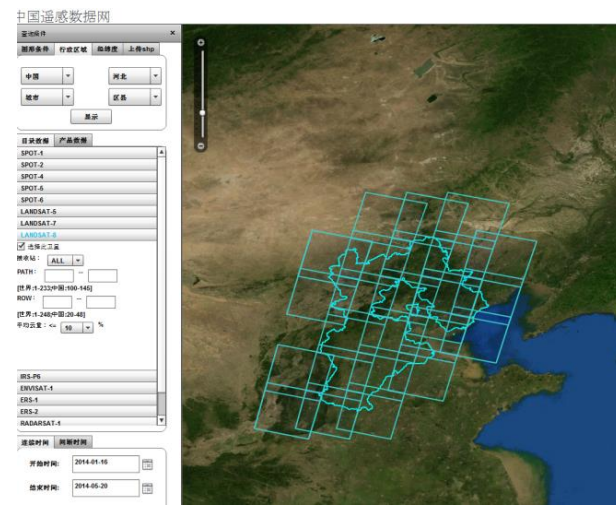 中国遥感数据网
查询条件 ×
图形条件 行政区域 经纬度 上传shp
中国 河北
城市 区县
显示
目录数据 产品数据
SPOT-1
SPOT-2
SPOT-4
SPOT-5
SPOT-6
LANDSAT-5
LANDSAT-7
LANDSAT-8
选择此卫星
接收站: ALL
PATH: --
[世界:1-233;中国:100-145]
ROW: --
[世界:1-248;中国:20-48]
平均云量: <= 10 %
IRS-P6
ENVISAT-1
ERS-1
ERS-2
RADARSAT-1
连续时间 间断时间
开始时间: 2014-01-16
结束时间: 2014-05-20